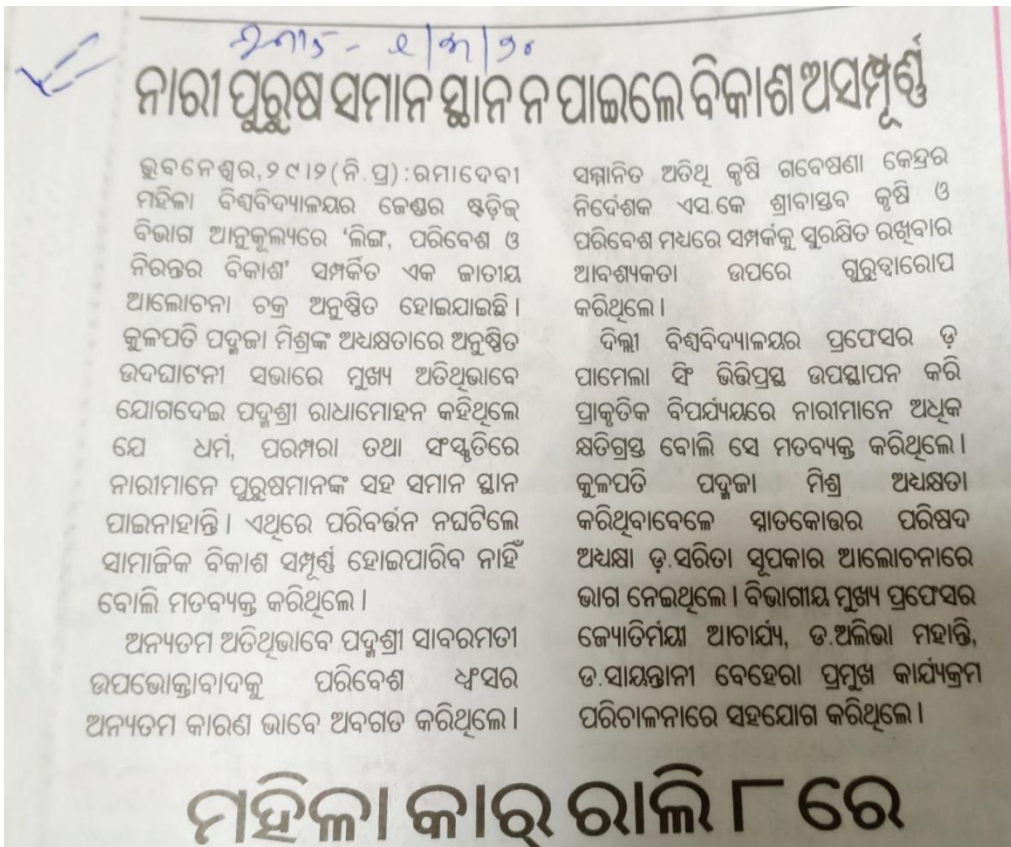 ନାରୀ ପୁରୁଷ ସମାନ ସ୍ଥାନ ନ ପାଇଲେ ବିକାଶ ଅସମ୍ପୂର୍ଣ୍ଣ
ଭୁବନେଶ୍ୱର,୨୯।୨(ନି.ପ୍ର):ରମାଦେବୀ
ମହିଳା ବିଶ୍ୱବିଦ୍ୟାଳୟର ଜେଣ୍ଡର ଷ୍ଟଡ଼ିଜ୍
ବିଭାଗ ଆନୁକୂଲ୍ୟରେ ‘ଲିଙ୍ଗ, ପରିବେଶ ଓ
ନିରନ୍ତର ବିକାଶ’ ସମ୍ପର୍କିତ ଏକ ଜାତୀୟ
ଆଲୋଚନା ଚକ୍ର ଅନୁଷ୍ଠିତ ହୋଇଯାଇଛି।
କୁଳପତି ପଦ୍ମଜା ମିଶ୍ରଙ୍କ ଅଧ୍ୟକ୍ଷତାରେ ଅନୁଷ୍ଠିତ
ଉଦଘାଟନୀ ସଭାରେ ମୁଖ୍ୟ ଅତିଥିଭାବେ
ଯୋଗଦେଇ ପଦ୍ମଶ୍ରୀ ରାଧାମୋହନ କହିଥିଲେ
ଯେ ଧର୍ମ, ପରମ୍ପରା ତଥା ସଂସ୍କୃତିରେ
ନାରୀମାନେ ପୁରୁଷମାନଙ୍କ ସହ ସମାନ ସ୍ଥାନ
ପାଇନାହାନ୍ତି। ଏଥିରେ ପରିବର୍ତ୍ତନ ନଘଟିଲେ
ସାମାଜିକ ବିକାଶ ସମ୍ପୂର୍ଣ୍ଣ ହୋଇପାରିବ ନାହିଁ
ବୋଲି ମତବ୍ୟକ୍ତ କରିଥିଲେ।
ଅନ୍ୟତମ ଅତିଥିଭାବେ ପଦ୍ମଶ୍ରୀ ସାବରମତୀ
ଉପଭୋକ୍ତାବାଦକୁ ପରିବେଶ ଧ୍ୱଂସର
ଅନ୍ୟତମ କାରଣ ଭାବେ ଅବଗତ କରିଥିଲେ।
ସମ୍ମାନିତ ଅତିଥି କୃଷି ଗବେଷଣା କେନ୍ଦ୍ରର
ନିର୍ଦେଶକ ଏସ.କେ ଶ୍ରୀବାସ୍ତବ କୃଷି ଓ
ପରିବେଶ ମଧ୍ୟରେ ସମ୍ପର୍କକୁ ସୁରକ୍ଷିତ ରଖିବାର
ଆବଶ୍ୟକତା ଉପରେ ଗୁରୁତ୍ୱାରୋପ
କରିଥିଲେ।
ଦିଲ୍ଲୀ ବିଶ୍ୱବିଦ୍ୟାଳୟର ପ୍ରଫେସର ଡ଼
ପାମେଲା ସିଂ ଭିତ୍ତିପ୍ରସ୍ଥ ଉପସ୍ଥାପନ କରି
ପ୍ରାକୃତିକ ବିପର୍ଯ୍ୟୟରେ ନାରୀମାନେ ଅଧିକ
କ୍ଷତିଗ୍ରସ୍ତ ବୋଲି ସେ ମତବ୍ୟକ୍ତ କରିଥିଲେ।
କୁଳପତି ପଦ୍ମଜା ମିଶ୍ର ଅଧ୍ୟକ୍ଷତା
କରିଥିବାବେଳେ ସ୍ନାତକୋତ୍ତର ପରିଷଦ
ଅଧ୍ୟକ୍ଷା ଡ଼.ସରିତା ସୂପକାର ଆଲୋଚନାରେ
ଭାଗ ନେଇଥିଲେ। ବିଭାଗୀୟ ମୁଖ୍ୟ ପ୍ରଫେସର
ଜ୍ୟୋତିର୍ମୟୀ ଆଚାର୍ଯ୍ୟ, ଡ.ଅଲିଭା ମହାନ୍ତି,
ଡ.ସାୟନ୍ତାନୀ ବେହେରା ପ୍ରମୁଖ କାର୍ଯ୍ୟକ୍ରମ
ପରିଚାଳନାରେ ସହଯୋଗ କରିଥିଲେ।
ମହିଳା କାର୍ ରାଲି ୮ ରେ